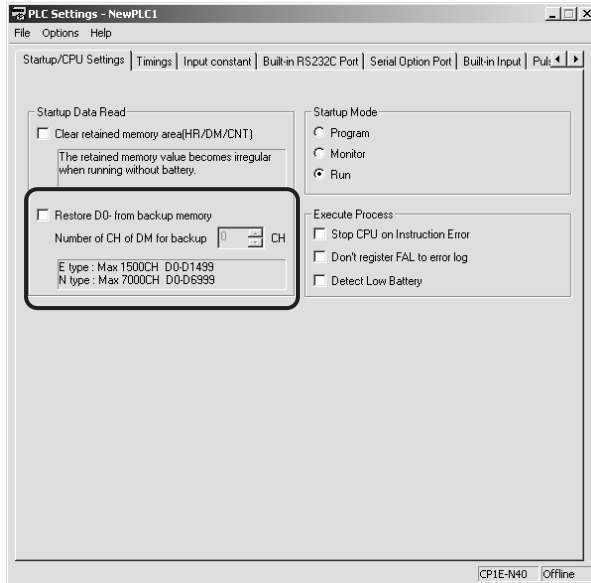 PLC Settings - NewPLC1
File Options Help
Startup/CPU Settings Timings Input constant Built-in RS232C Port Serial Option Port Built-in Input Puls
Startup Data Read
Clear retained memory area(HR/DM/CNT)
The retained memory value becomes irregular
when running without battery.
Restore D0- from backup memory
Number of CH of DM for backup 0 CH
E type : Max 1500CH D0-D1499
N type : Max 7000CH D0-D6999
Startup Mode
Program
Monitor
Run
Execute Process
Stop CPU on Instruction Error
Don't register FAL to error log
Detect Low Battery
CP1E-N40 Offline